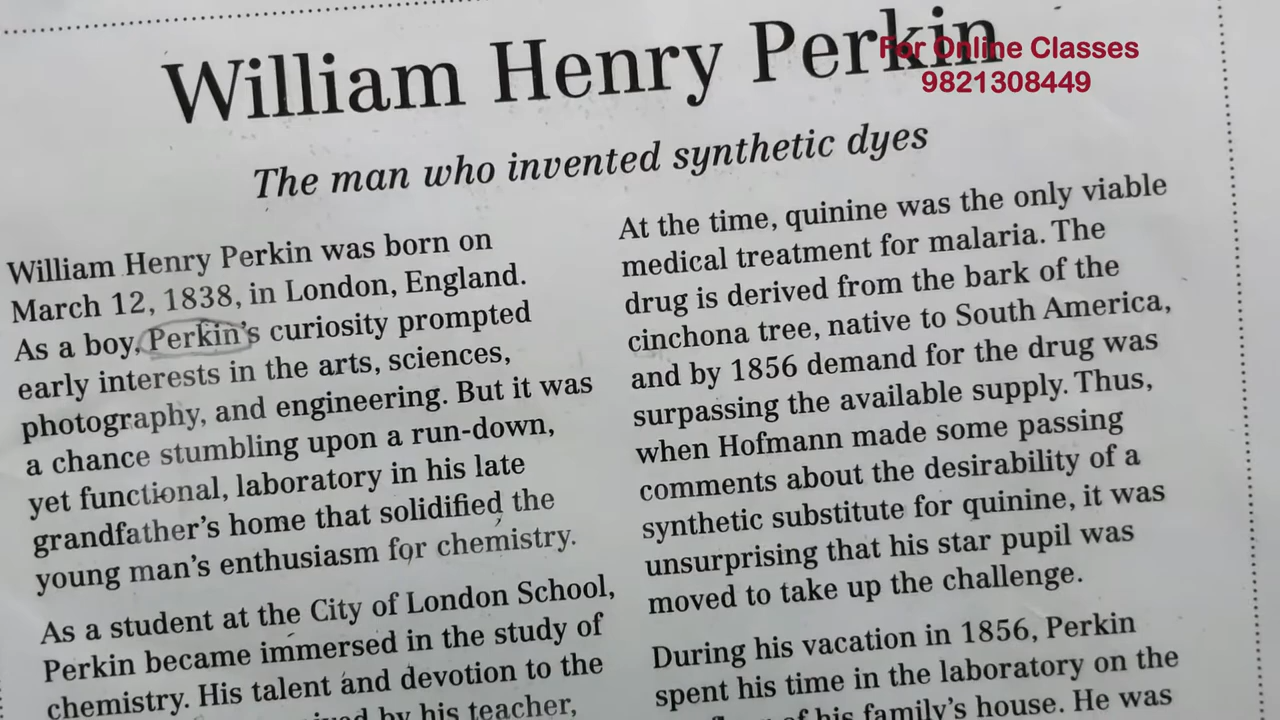 William Henry Perkin
For Online Classes
9821308449
The man who invented synthetic dyes
William Henry Perkin was born on
March 12, 1838, in London, England.
As a boy, Perkin's curiosity prompted
early interests in the arts, sciences,
photography, and engineering. But it was
a chance stumbling upon a run-down,
yet functional, laboratory in his late
grandfather's home that solidified the
young man's enthusiasm for chemistry.
As a student at the City of London School,
Perkin became immersed in the study of
chemistry. His talent and devotion to the
by his teacher,
At the time, quinine was the only viable
medical treatment for malaria. The
drug is derived from the bark of the
cinchona tree, native to South America,
and by 1856 demand for the drug was
surpassing the available supply. Thus,
when Hofmann made some passing
comments about the desirability of a
synthetic substitute for quinine, it was
unsurprising that his star pupil was
moved to take up the challenge.
During his vacation in 1856, Perkin
spent his time in the laboratory on the
of his family's house. He was